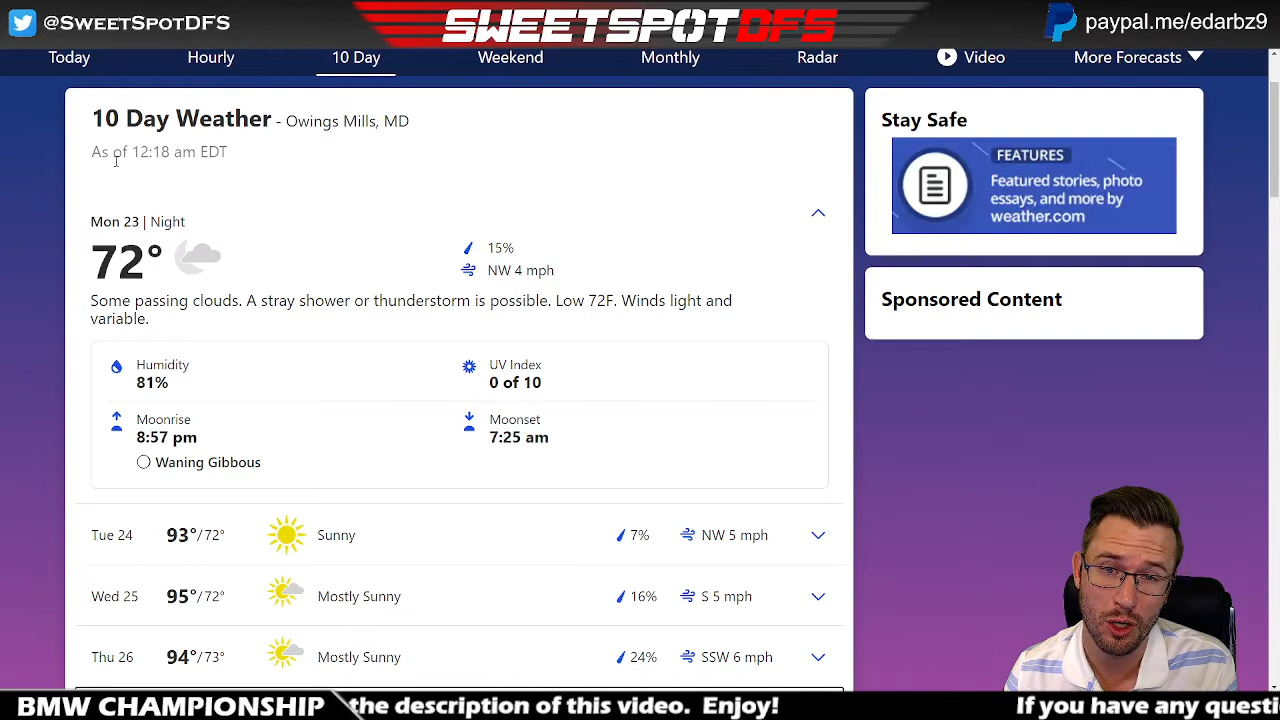 @SweetSpotDFS
SWEETSPOTDFS
paypal.me/edarbz9
Today
Hourly
10 Day
Weekend
Monthly
Radar
Video
More Forecasts
10 Day Weather - Owings Mills, MD
As of 12:18 am EDT
Stay Safe
FEATURES
Featured stories, photo
essays, and more by
weather.com
Sponsored Content
Mon 23 | Night
72°
15%
NW 4 mph
Some passing clouds. A stray shower or thunderstorm is possible. Low 72F. Winds light and
variable.
Humidity
81%
UV Index
0 of 10
Moonrise
8:57 pm
Moonset
7:25 am
Waning Gibbous
Tue 24 93°/72° Sunny 7% NW 5 mph
Wed 25 95°/72° Mostly Sunny 16% S 5 mph
Thu 26 94°/73° Mostly Sunny 24% SSW 6 mph
BMW CHAMPIONSHIP the description of this video. Enjoy! If you have any questi